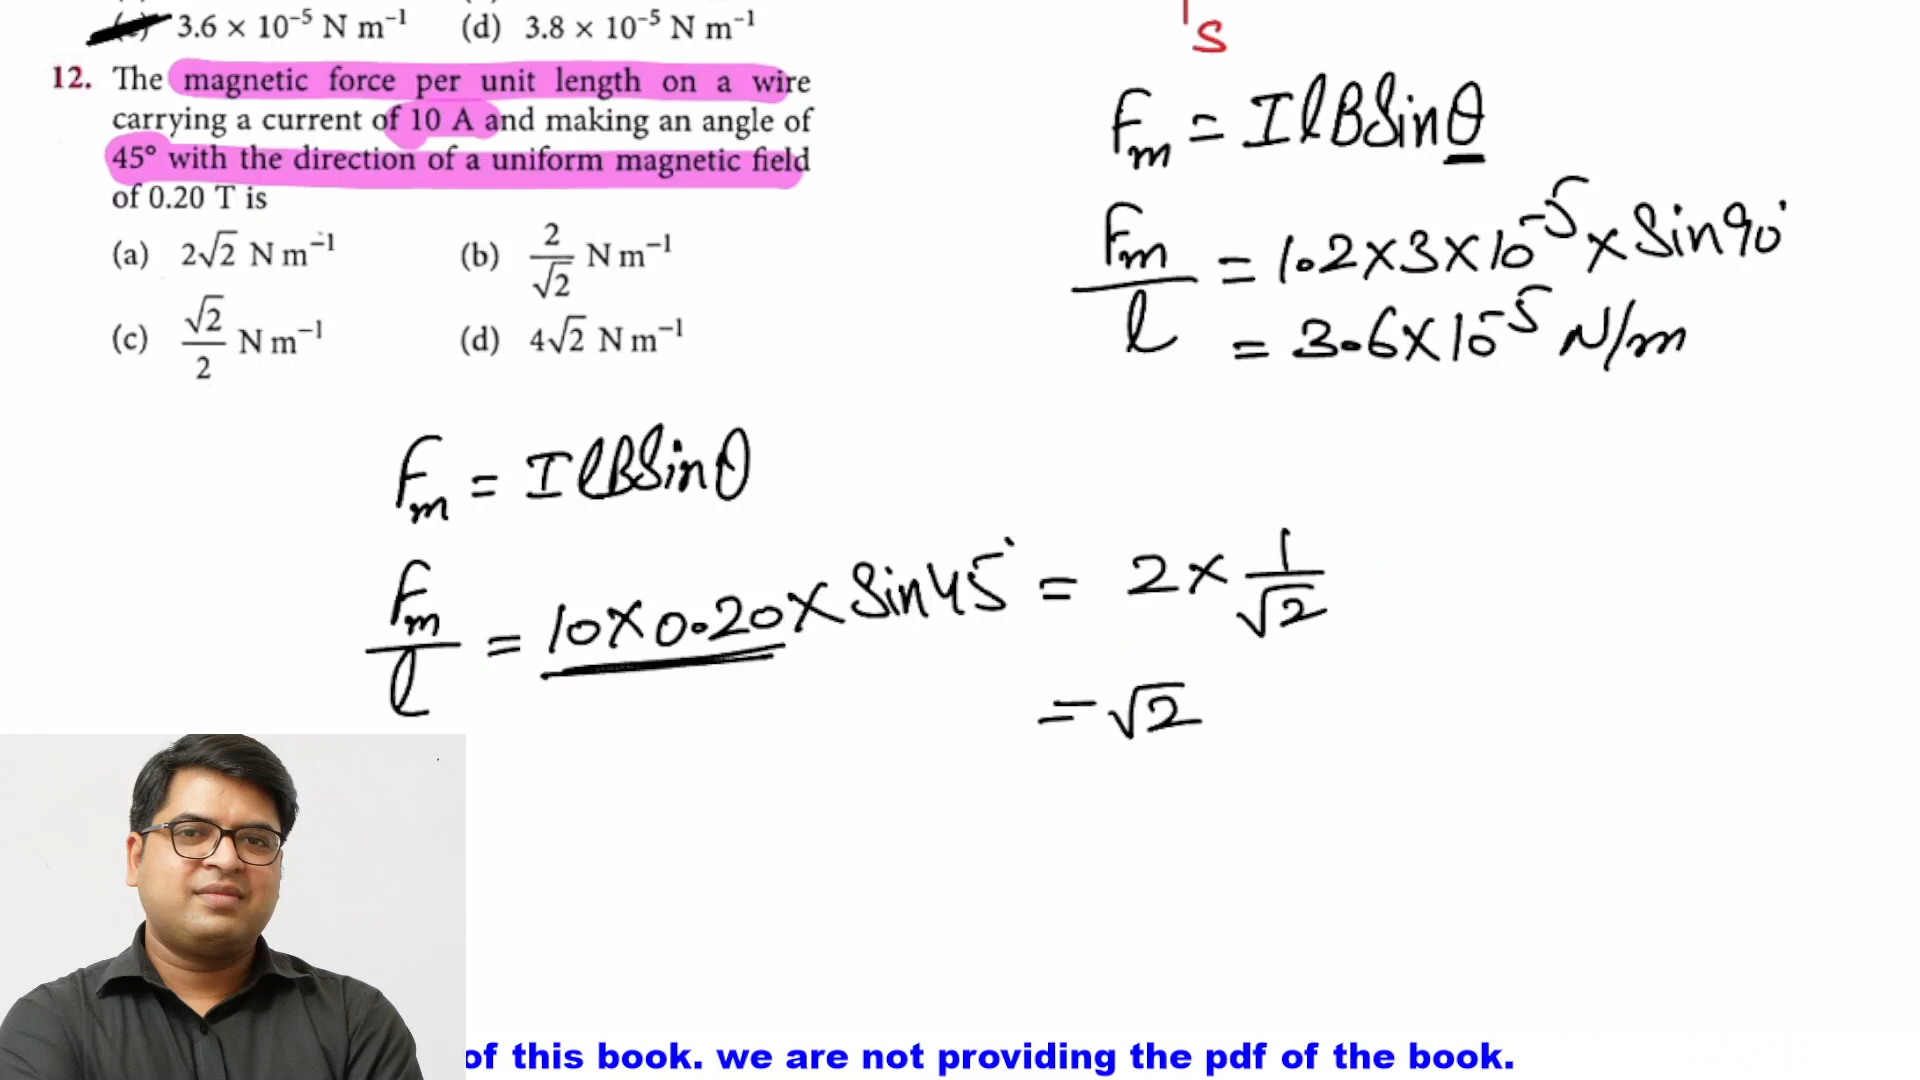 (c) 3.6 × 10⁻⁵ N m⁻¹ (d) 3.8 × 10⁻⁵ N m⁻¹
12. The magnetic force per unit length on a wire
carrying a current of 10 A and making an angle of
45° with the direction of a uniform magnetic field
of 0.20 T is
(a) 2√2 N m⁻¹ (b) 2/√2 N m⁻¹
(c) √2/2 N m⁻¹ (d) 4√2 N m⁻¹
S
Fm = IlBSinθ
Fm/l = 1.2×3×10⁻⁵×Sin90°
= 3.6×10⁻⁵ N/m
Fm = IlBSinθ
Fm/l = 10×0.20×Sin45° = 2×1/√2
=√2
of this book. we are not providing the pdf of the book.